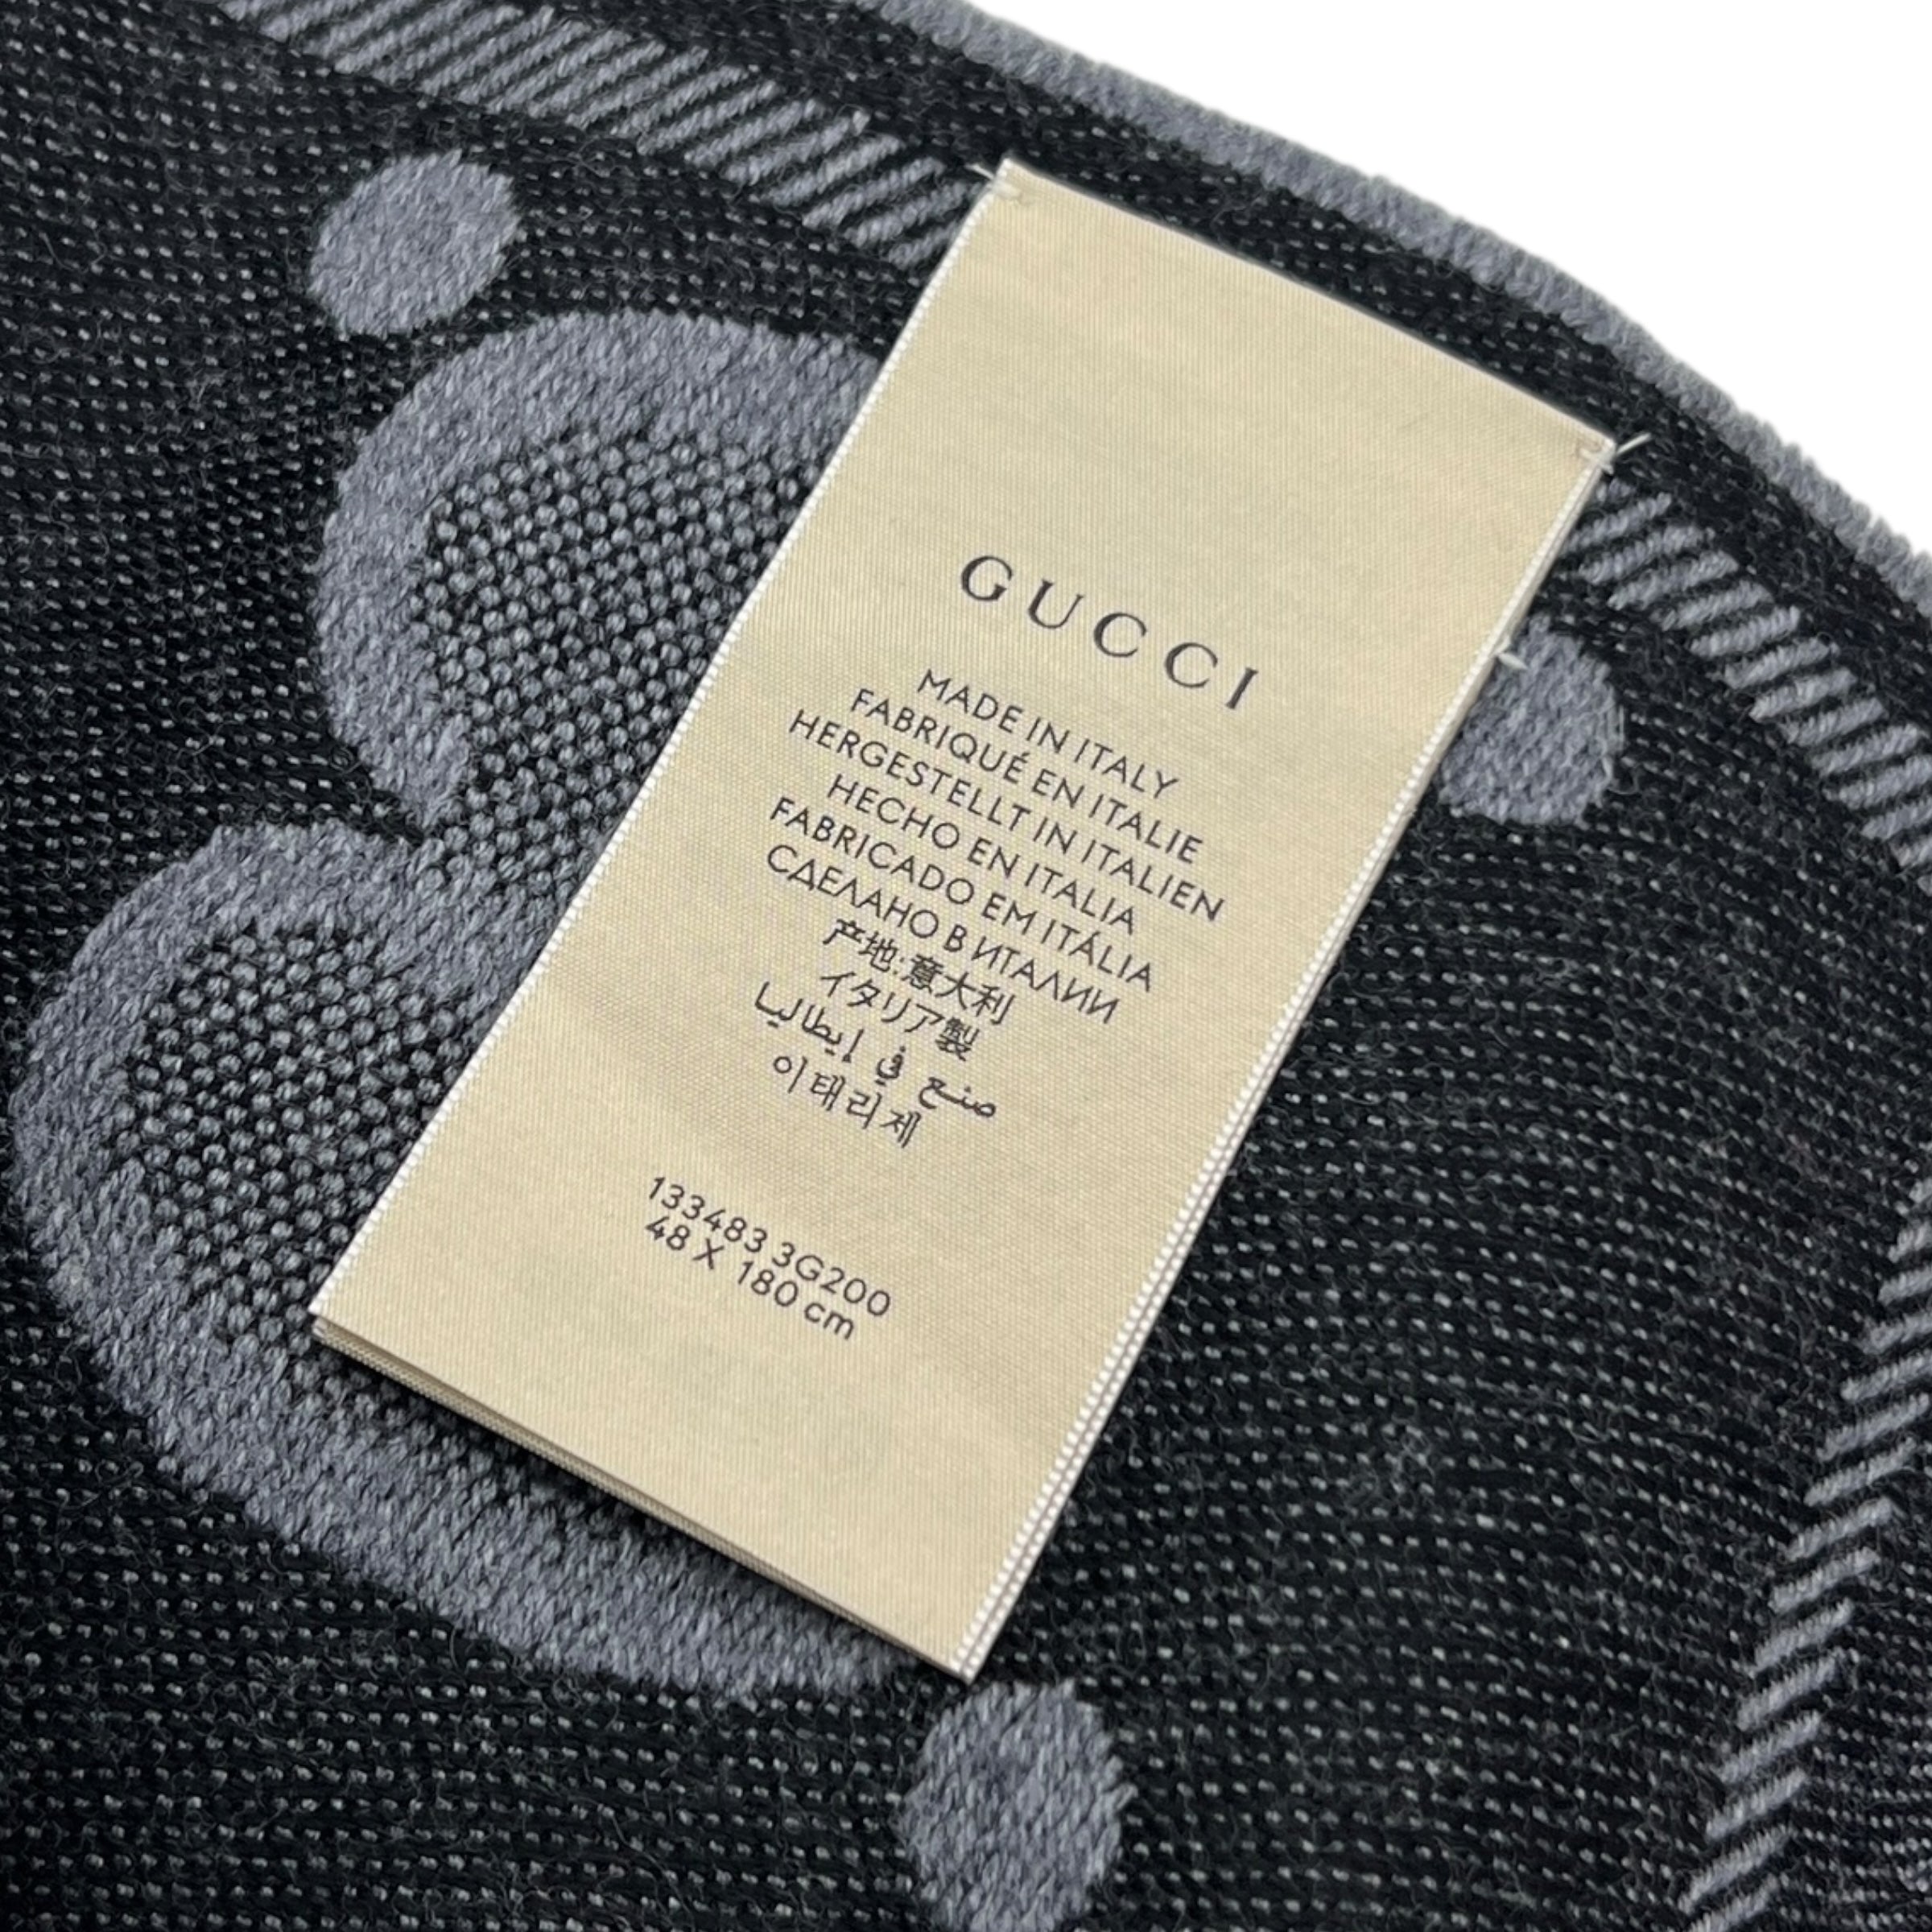 GUCCI
MADE IN ITALY
FABRIQUÉ EN ITALIE
HERGESTELLT IN ITALIEN
HECHO EN ITALIA
FABRICADO EM ITÁLIA
СДЕЛАНО В ИТАЛИИ
产地:意大利
イタリア製
صنع في إيطاليا
이태리제
133483 3G200
48 X 180 cm